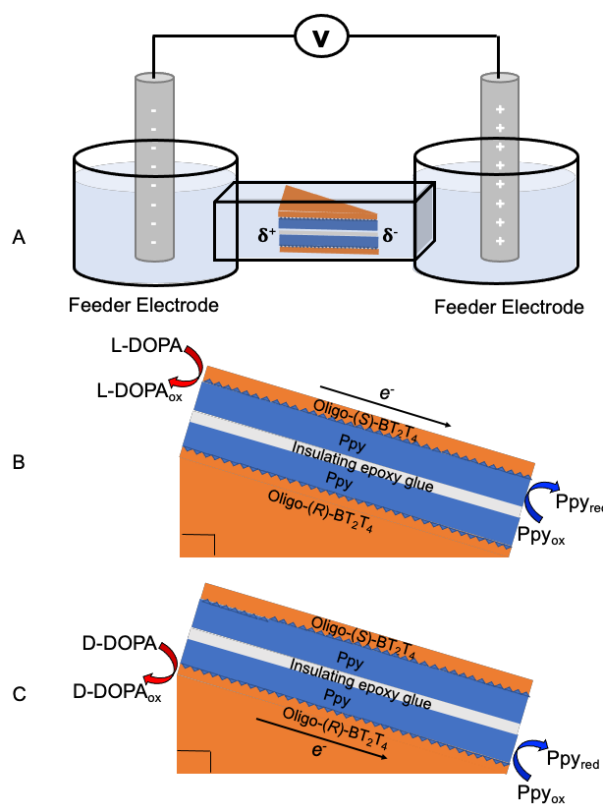 V
- - - - - - - -
+ + + + + + + +
A
δ+ δ-
Feeder Electrode
Feeder Electrode
L-DOPA
L-DOPAox
e-
Oligo-(S)-BT2T4
Ppy
Insulating epoxy glue
Ppy
Oligo-(R)-BT2T4
Ppyred
Ppyox
B
D-DOPA
D-DOPAox
Oligo-(S)-BT2T4
Ppy
Insulating epoxy glue
Ppy
Oligo-(R)-BT2T4
e-
Ppyred
Ppyox
C